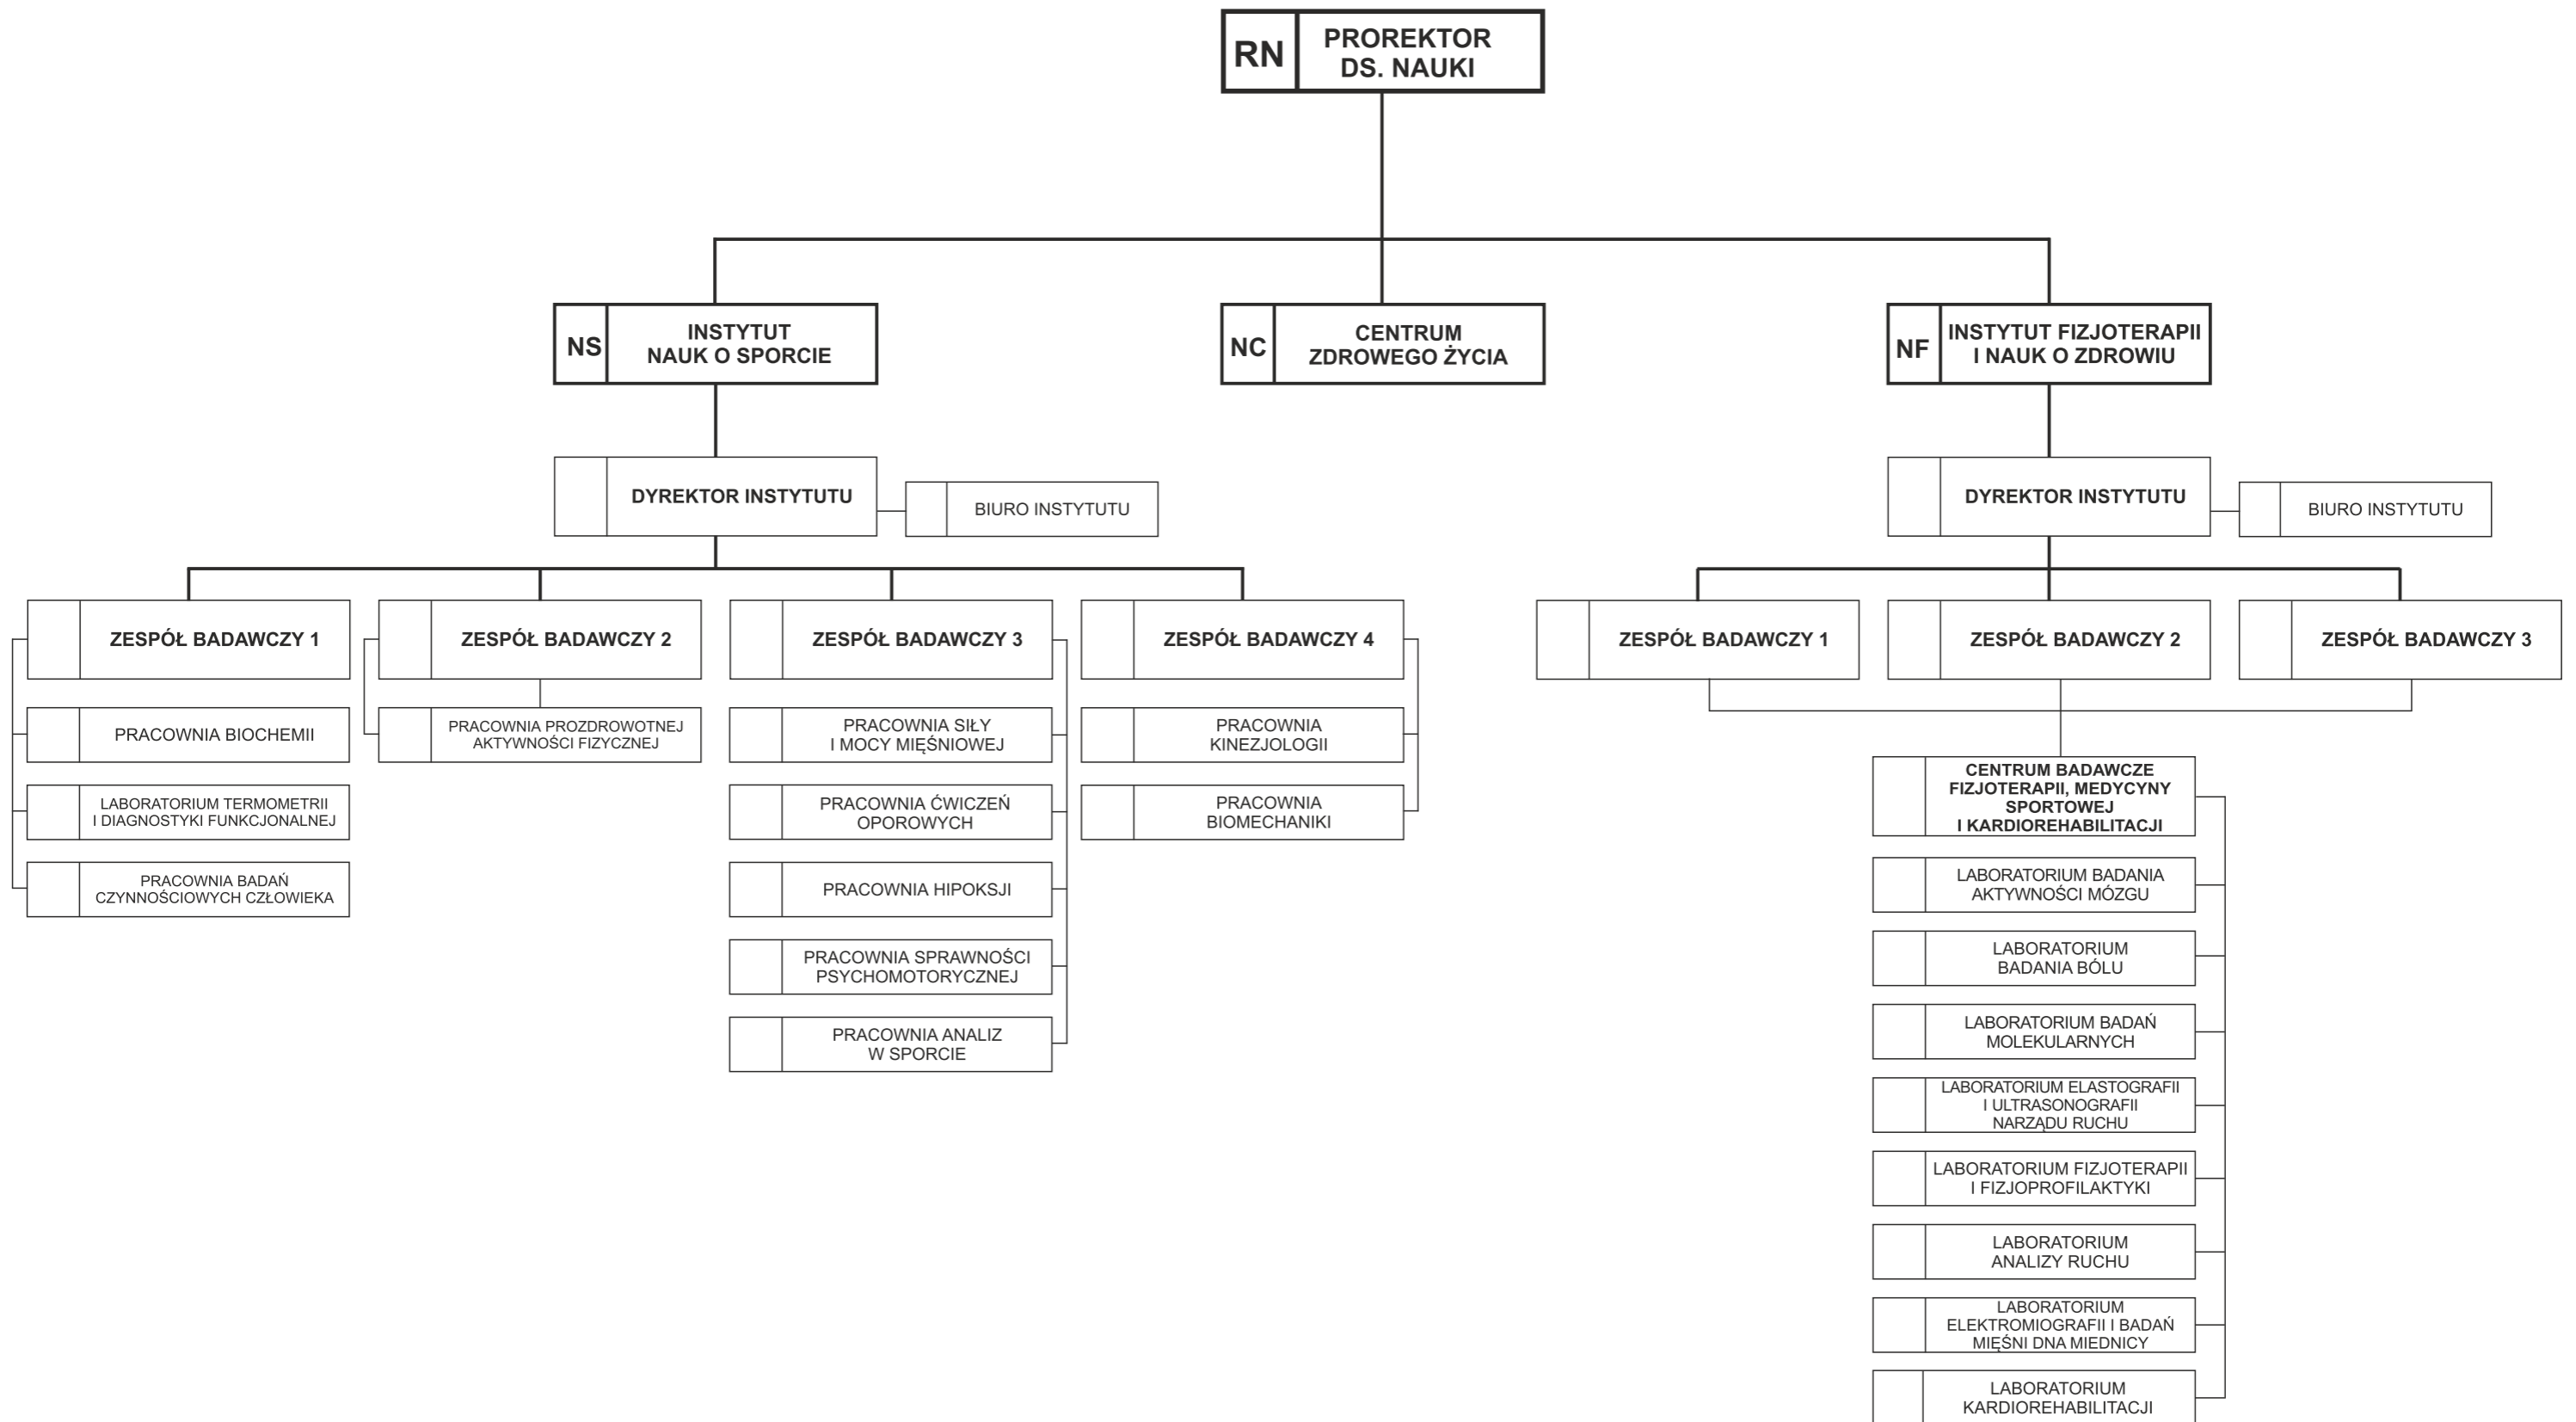 RN
PROREKTOR
DS. NAUKI
NS
INSTYTUT
NAUK O SPORCIE
NC
CENTRUM
ZDROWEGO ŻYCIA
NF
INSTYTUT FIZJOTERAPII
I NAUK O ZDROWIU
DYREKTOR INSTYTUTU
BIURO INSTYTUTU
DYREKTOR INSTYTUTU
BIURO INSTYTUTU
ZESPÓŁ BADAWCZY 1
ZESPÓŁ BADAWCZY 2
ZESPÓŁ BADAWCZY 3
ZESPÓŁ BADAWCZY 4
ZESPÓŁ BADAWCZY 1
ZESPÓŁ BADAWCZY 2
ZESPÓŁ BADAWCZY 3
PRACOWNIA BIOCHEMII
LABORATORIUM TERMOMETRII
I DIAGNOSTYKI FUNKCJONALNEJ
PRACOWNIA BADAŃ
CZYNNOŚCIOWYCH CZŁOWIEKA
PRACOWNIA PROZDROWOTNEJ
AKTYWNOŚCI FIZYCZNEJ
PRACOWNIA SIŁY
I MOCY MIĘŚNIOWEJ
PRACOWNIA ĆWICZEŃ
OPOROWYCH
PRACOWNIA HIPOKSJI
PRACOWNIA SPRAWNOŚCI
PSYCHOMOTORYCZNEJ
PRACOWNIA ANALIZ
W SPORCIE
PRACOWNIA
KINEZJOLOGII
PRACOWNIA
BIOMECHANIKI
CENTRUM BADAWCZE
FIZJOTERAPII, MEDYCYNY
SPORTOWEJ
I KARDIOREHABILITACJI
LABORATORIUM BADANIA
AKTYWNOŚCI MÓZGU
LABORATORIUM
BADANIA BÓLU
LABORATORIUM BADAŃ
MOLEKULARNYCH
LABORATORIUM ELASTOGRAFII
I ULTRASONOGRAFII
NARZĄDU RUCHU
LABORATORIUM FIZJOTERAPII
I FIZJOPROFILAKTYKI
LABORATORIUM
ANALIZY RUCHU
LABORATORIUM
ELEKTROMIOGRAFII I BADAŃ
MIĘŚNI DNA MIEDNICY
LABORATORIUM
KARDIOREHABILITACJI